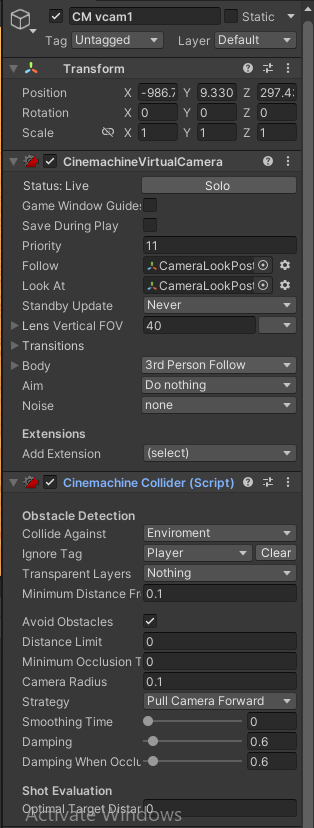 CM vcam1 Static
Tag Untagged Layer Default
Transform
Position X -986.7 Y 9.330 Z 297.4
Rotation X 0 Y 0 Z 0
Scale X 1 Y 1 Z 1
CinemachineVirtualCamera
Status: Live Solo
Game Window Guides
Save During Play
Priority 11
Follow CameraLookPost
Look At CameraLookPost
Standby Update Never
Lens Vertical FOV 40
Transitions
Body 3rd Person Follow
Aim Do nothing
Noise none
Extensions
Add Extension (select)
Cinemachine Collider (Script)
Obstacle Detection
Collide Against Enviroment
Ignore Tag Player Clear
Transparent Layers Nothing
Minimum Distance Fr 0.1
Avoid Obstacles
Distance Limit 0
Minimum Occlusion T 0
Camera Radius 0.1
Strategy Pull Camera Forward
Smoothing Time 0
Damping 0.6
Damping When Occlu 0.6
Shot Evaluation
Optimal Target Distan 0
Activate Windows